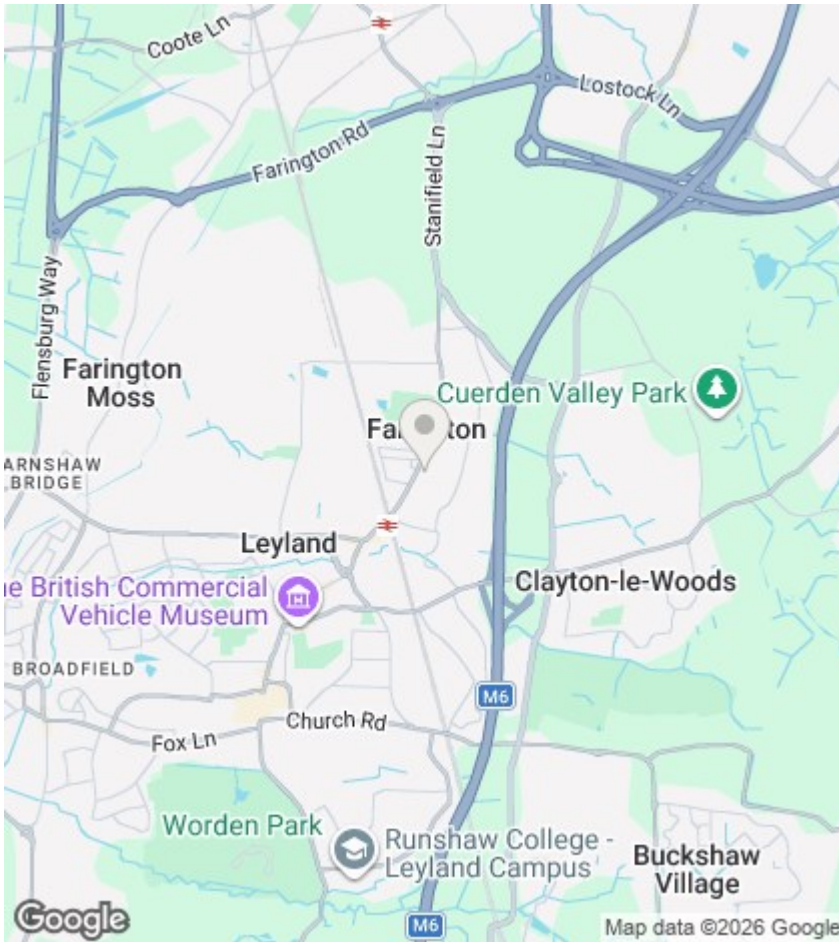 Coote Ln
Lostock Ln
Farington Rd
Stanifield Ln
Flensburg Way
Farington
Moss
Cuerden Valley Park
Fa ton
ARNSHAW
BRIDGE
Leyland
e British Commercial
Vehicle Museum
Clayton-le-Woods
BROADFIELD
M6
Church Rd
Fox Ln
Worden Park
Runshaw College -
Leyland Campus
Buckshaw
Village
M6
Google
Map data ©2026 Google